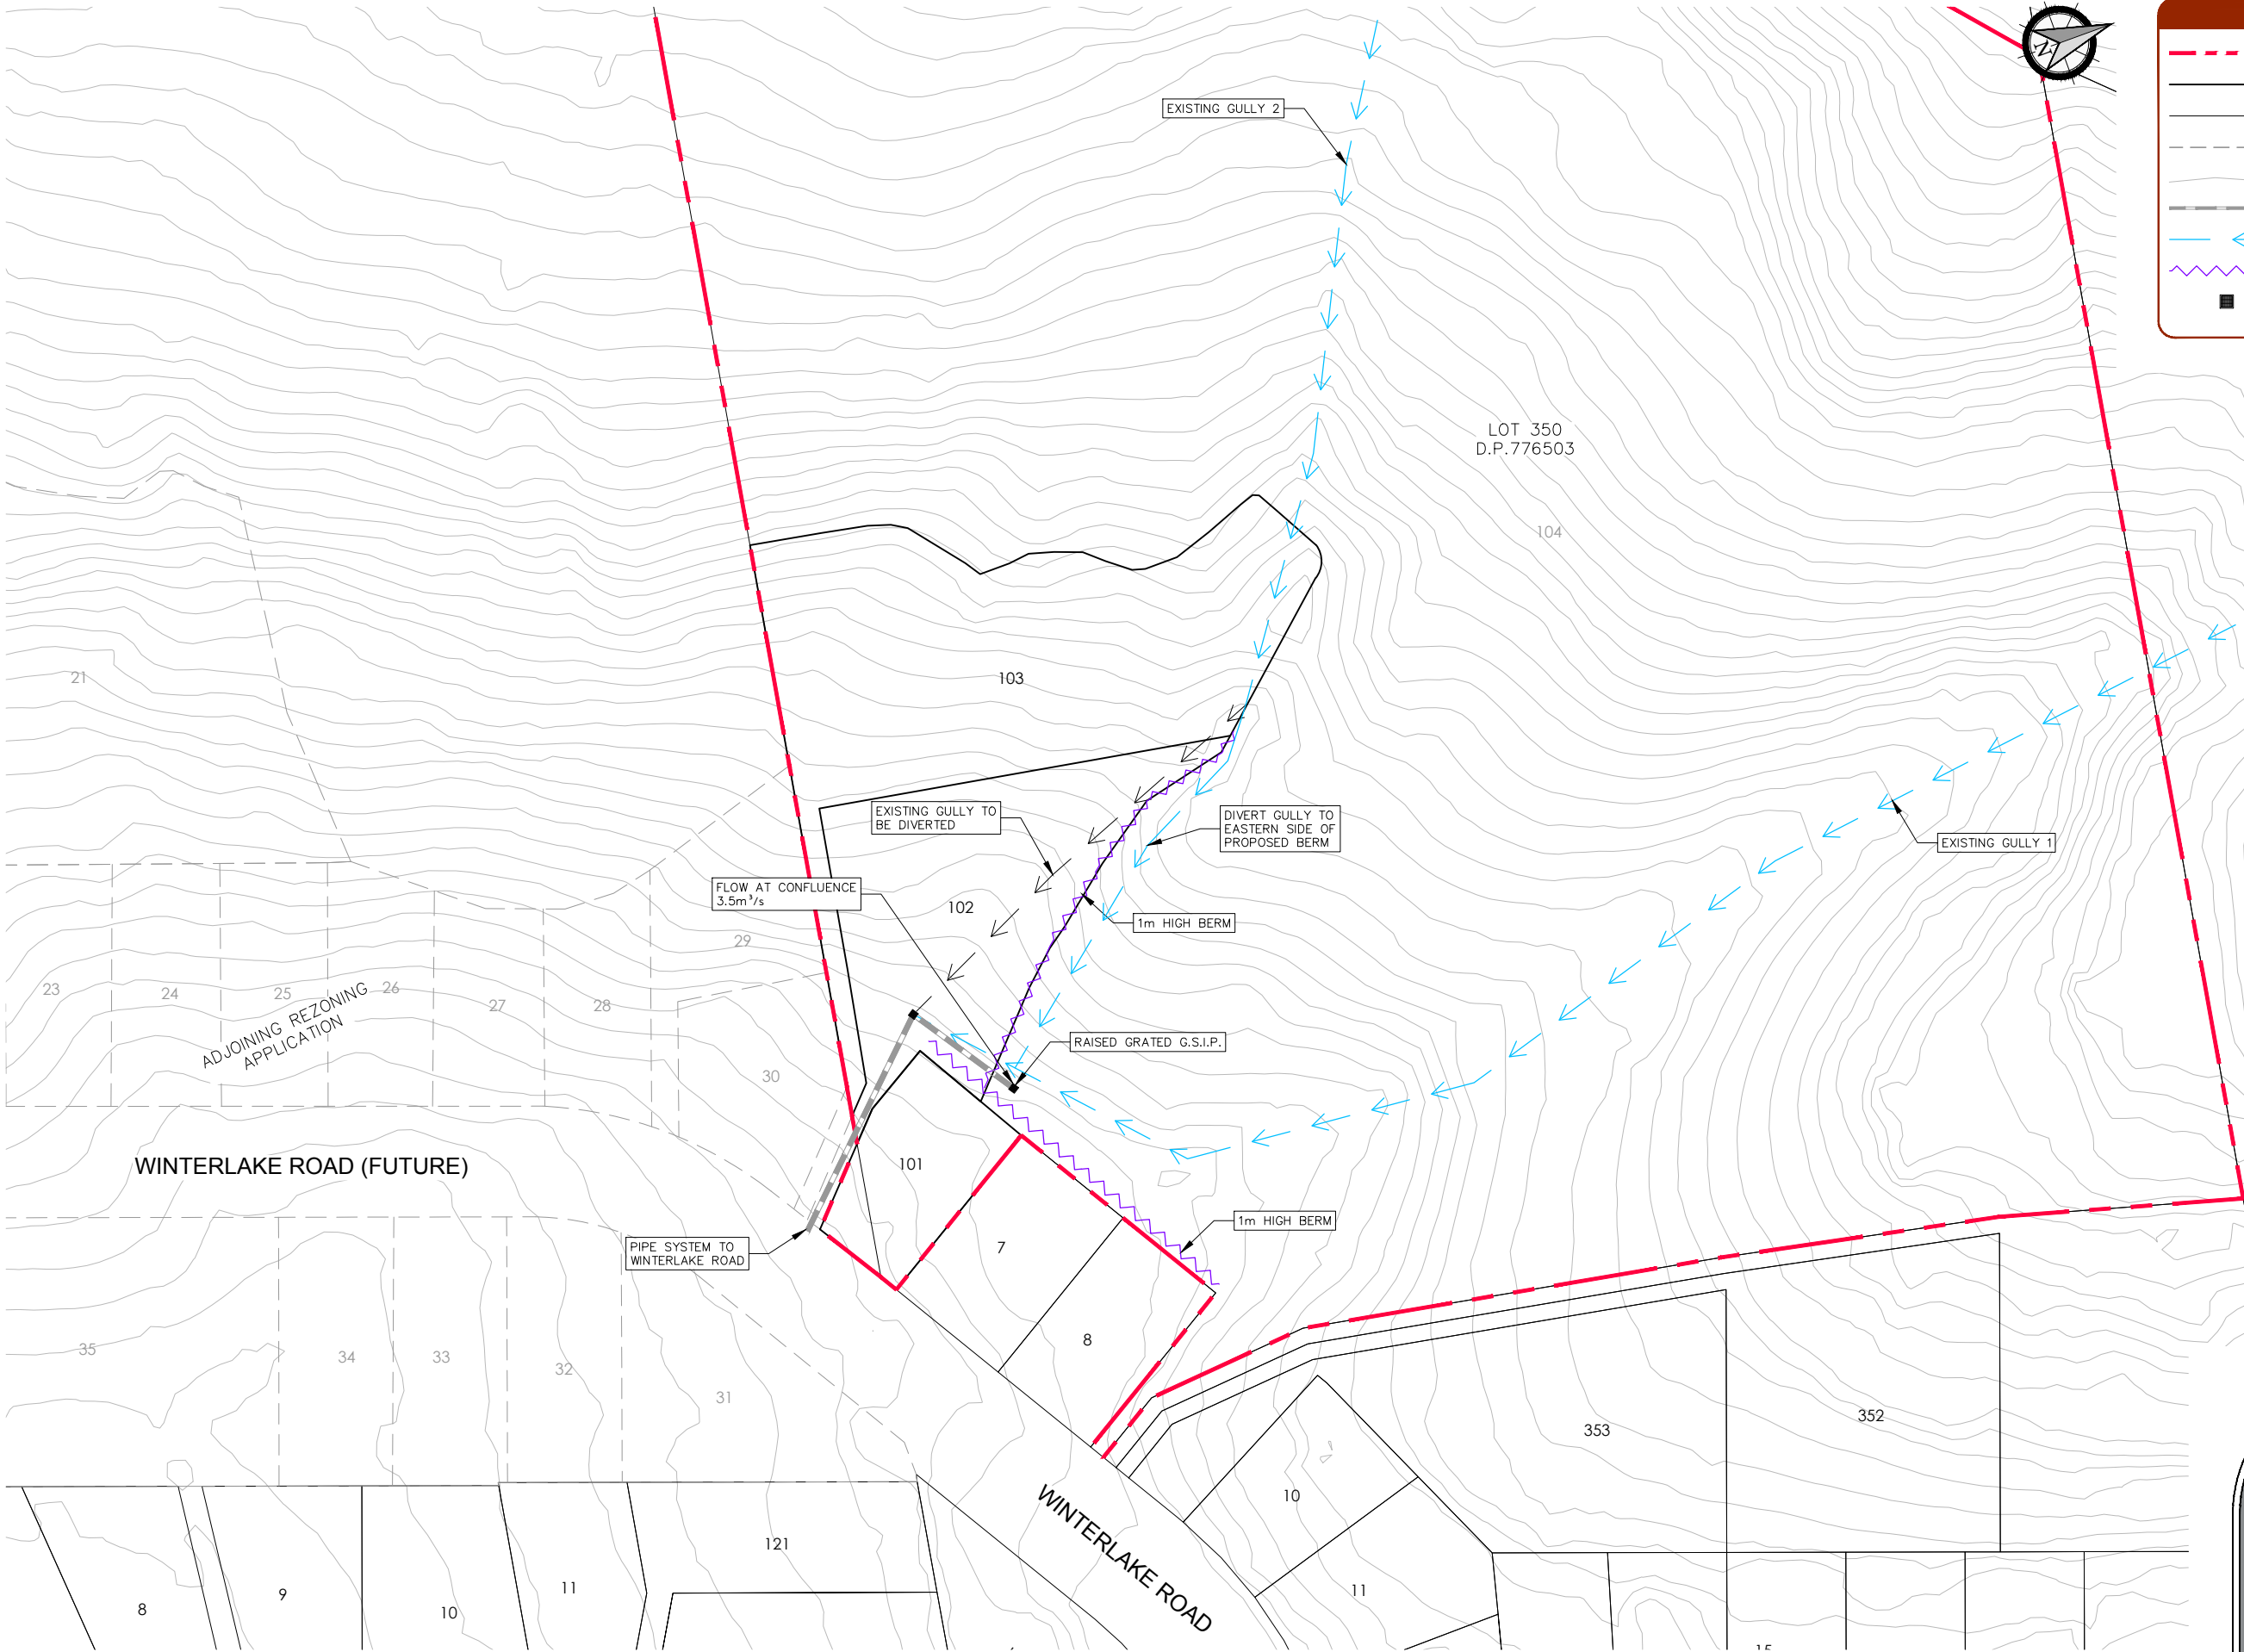 N
EXISTING GULLY 2
LOT 350
D.P.776503
104
21
103
EXISTING GULLY TO
BE DIVERTED
DIVERT GULLY TO
EASTERN SIDE OF
PROPOSED BERM
EXISTING GULLY 1
FLOW AT CONFLUENCE
3.5m³/s
102
1m HIGH BERM
29
23
24
25
26
27
28
ADJOINING REZONING
APPLICATION
RAISED GRATED G.S.I.P.
30
WINTERLAKE ROAD (FUTURE)
101
7
1m HIGH BERM
PIPE SYSTEM TO
WINTERLAKE ROAD
8
35
34
33
32
31
353
352
10
WINTERLAKE ROAD
121
11
8
9
10
11
15